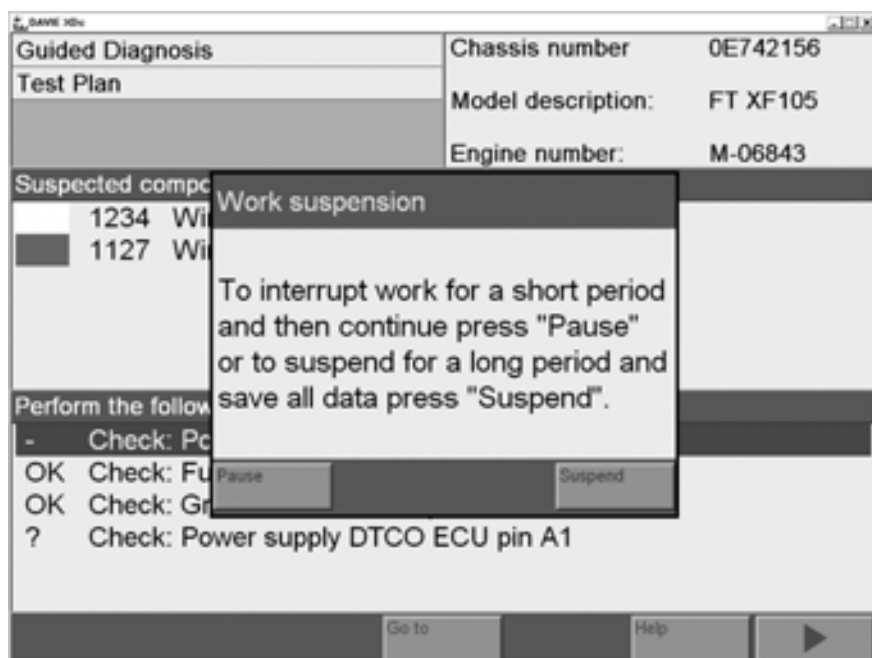 DAVIE XDc
Guided Diagnosis
Test Plan
Chassis number 0E742156
Model description: FT XF105
Engine number: M-06843
Suspected compo
1234 Wi
1127 Wi
Work suspension
To interrupt work for a short period
and then continue press "Pause"
or to suspend for a long period and
save all data press "Suspend".
Pause Suspend
Perform the follow
- Check: Po
OK Check: Fu
OK Check: Gr
? Check: Power supply DTCO ECU pin A1
Go to Help